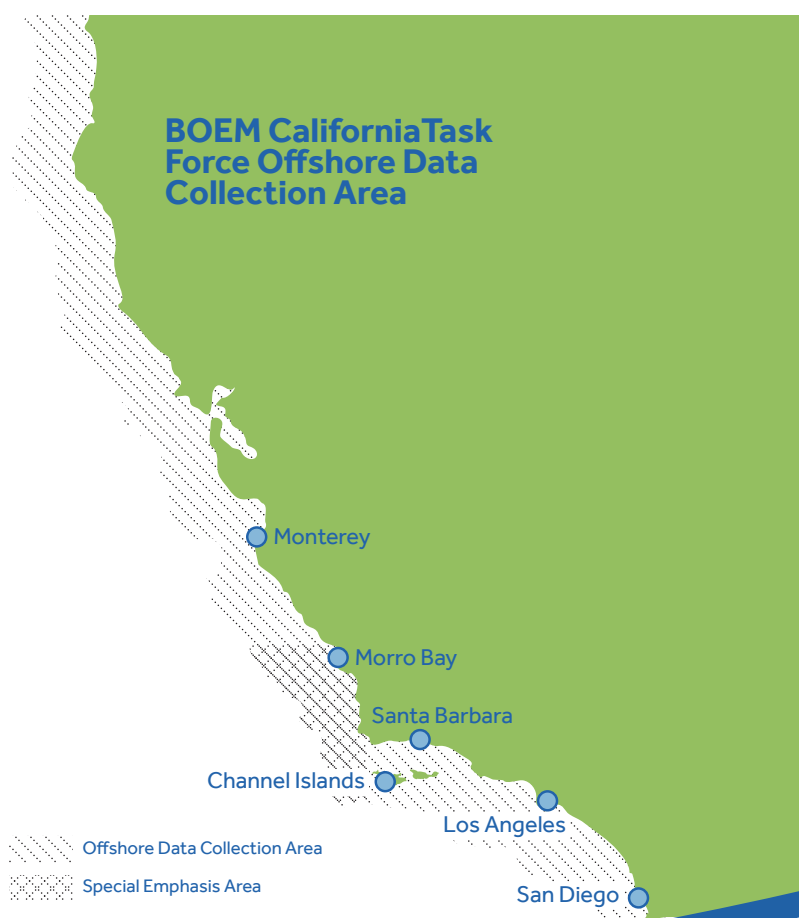 BOEM CaliforniaTask
Force Offshore Data
Collection Area
Monterey
Morro Bay
Santa Barbara
Channel Islands
Los Angeles
Offshore Data Collection Area
Special Emphasis Area
San Diego